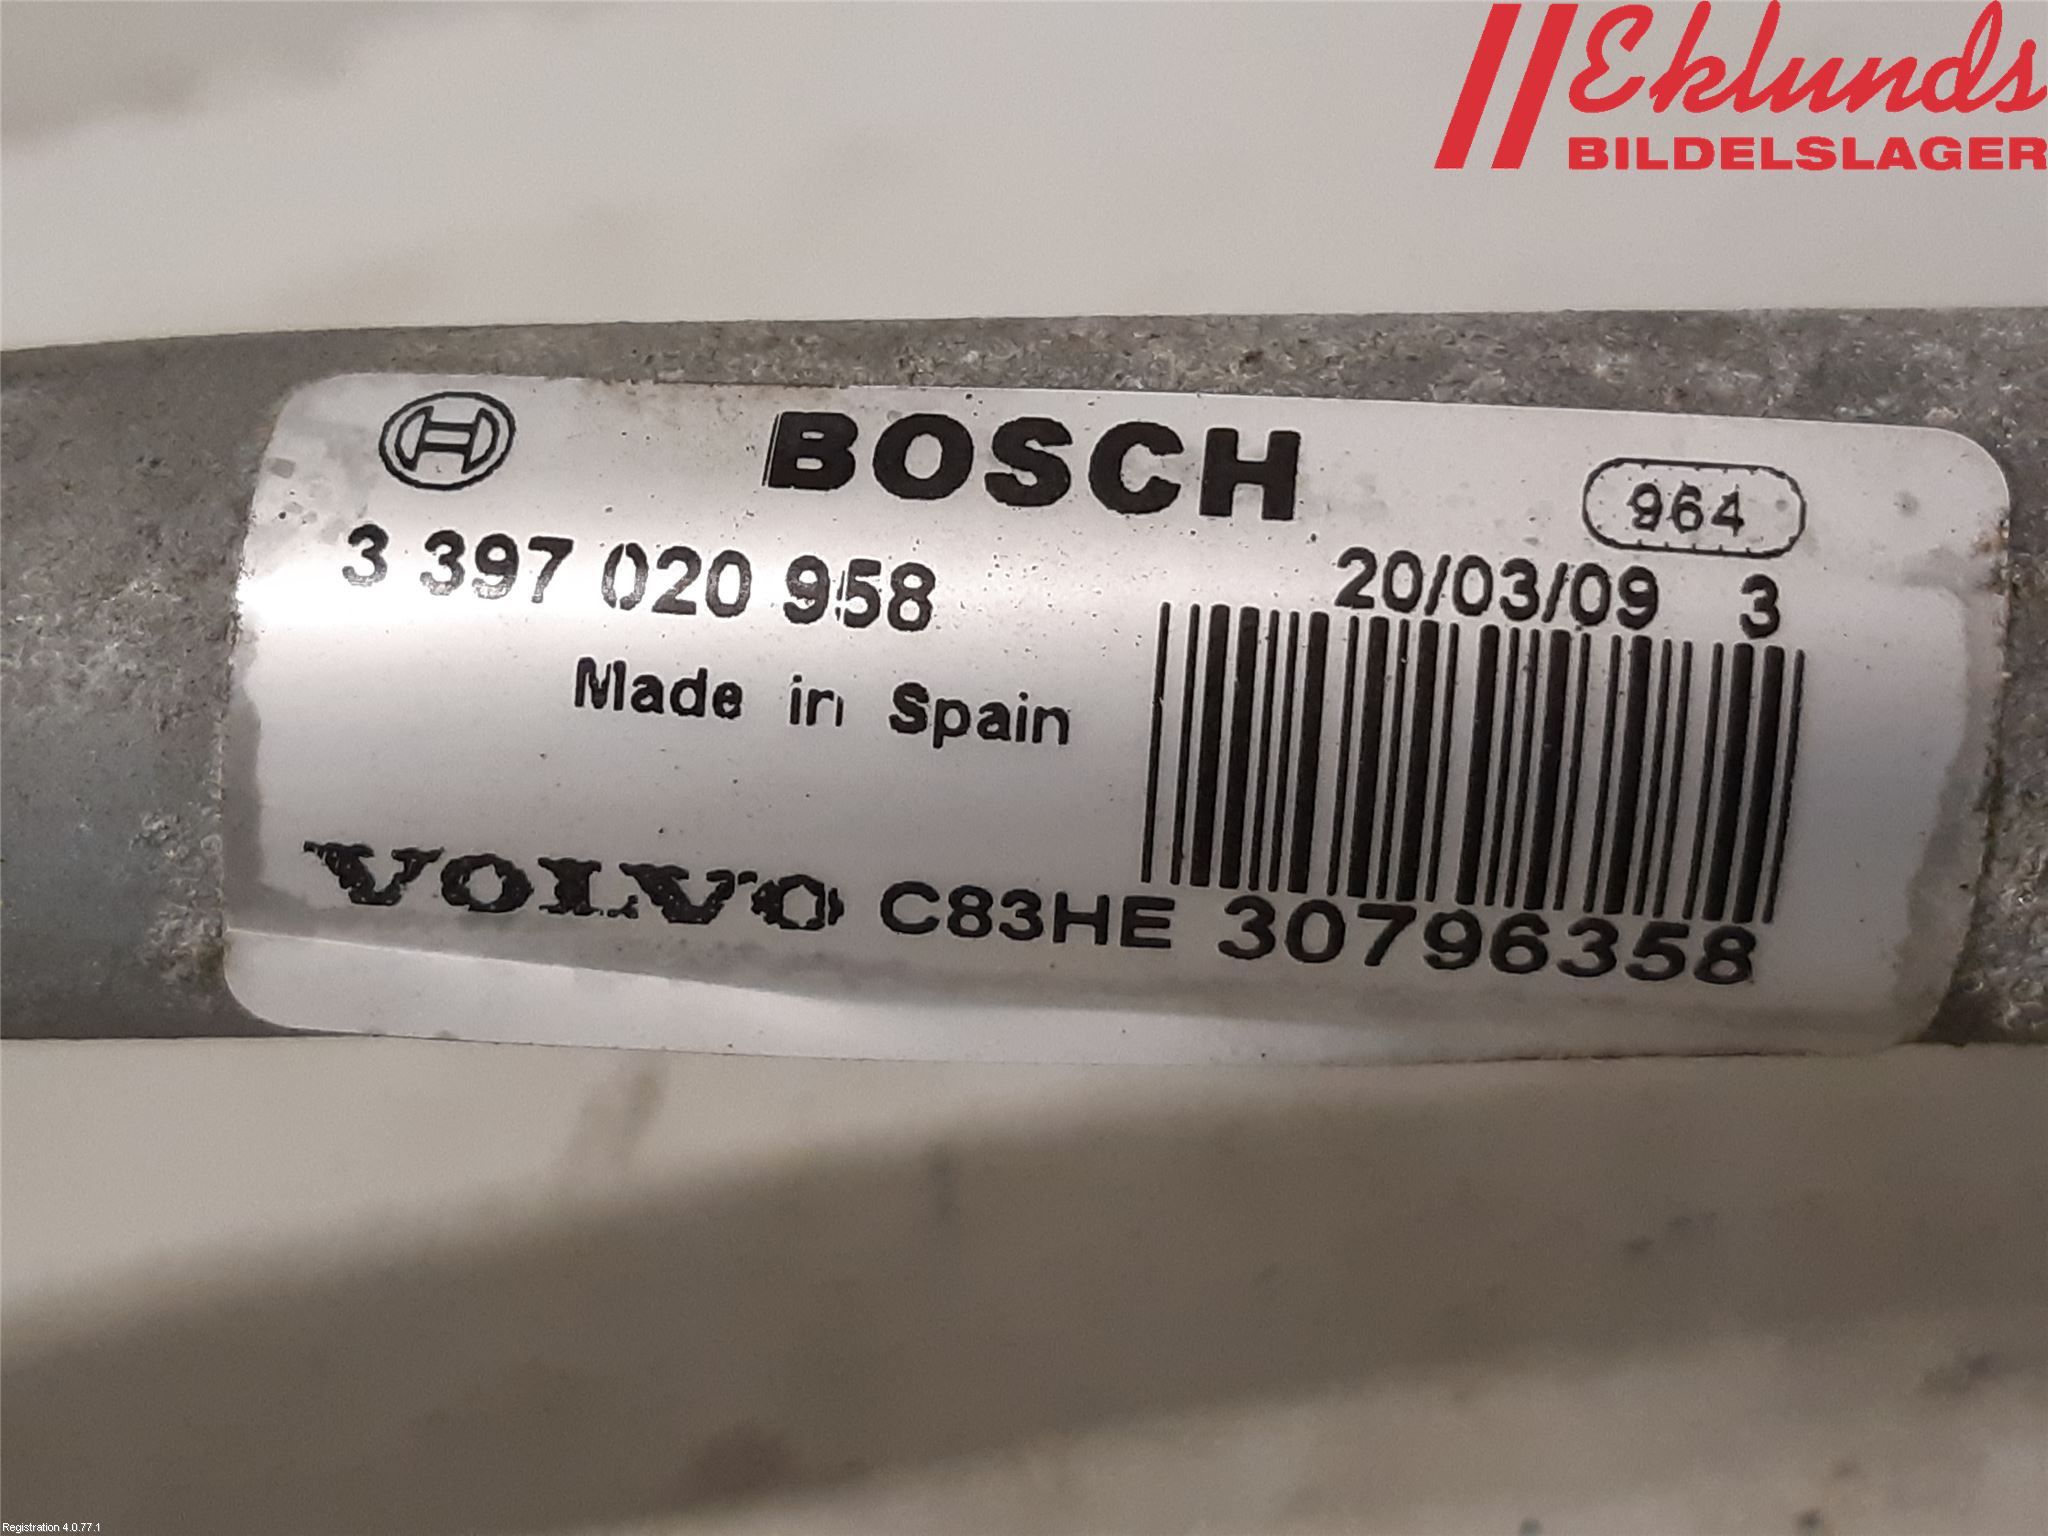 Eklunds
BILDELSLAGER
BOSCH
964
3 397 020 958
20/03/09 3
Made in Spain
VOLVO C83HE 30796358
Registration 4.0.77.1